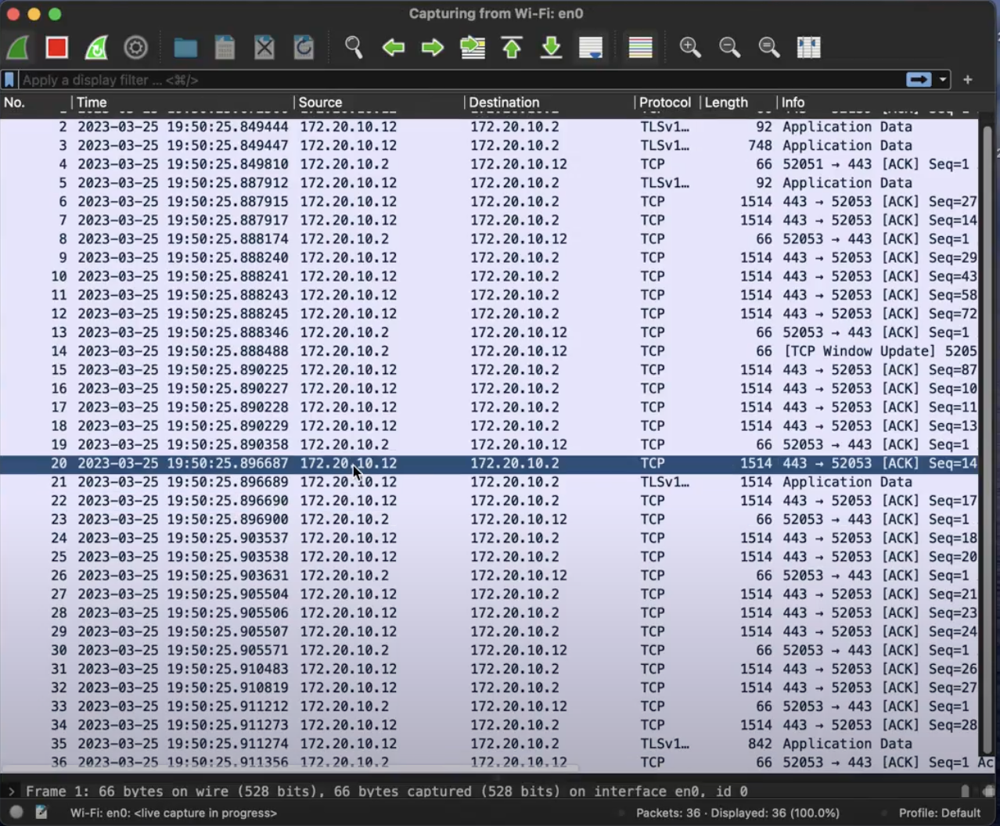 Capturing from Wi-Fi: en0
Apply a display filter ... <⌘/>
No. Time Source Destination Protocol Length Info
2 2023-03-25 19:50:25.849444 172.20.10.12 172.20.10.2 TLSv1… 92 Application Data
3 2023-03-25 19:50:25.849447 172.20.10.12 172.20.10.2 TLSv1… 748 Application Data
4 2023-03-25 19:50:25.849810 172.20.10.2 172.20.10.12 TCP 66 52051 → 443 [ACK] Seq=1
5 2023-03-25 19:50:25.887912 172.20.10.12 172.20.10.2 TLSv1… 92 Application Data
6 2023-03-25 19:50:25.887915 172.20.10.12 172.20.10.2 TCP 1514 443 → 52053 [ACK] Seq=27
7 2023-03-25 19:50:25.887917 172.20.10.12 172.20.10.2 TCP 1514 443 → 52053 [ACK] Seq=14
8 2023-03-25 19:50:25.888174 172.20.10.2 172.20.10.12 TCP 66 52053 → 443 [ACK] Seq=1
9 2023-03-25 19:50:25.888240 172.20.10.12 172.20.10.2 TCP 1514 443 → 52053 [ACK] Seq=29
10 2023-03-25 19:50:25.888241 172.20.10.12 172.20.10.2 TCP 1514 443 → 52053 [ACK] Seq=43
11 2023-03-25 19:50:25.888243 172.20.10.12 172.20.10.2 TCP 1514 443 → 52053 [ACK] Seq=58
12 2023-03-25 19:50:25.888245 172.20.10.12 172.20.10.2 TCP 1514 443 → 52053 [ACK] Seq=72
13 2023-03-25 19:50:25.888346 172.20.10.2 172.20.10.12 TCP 66 52053 → 443 [ACK] Seq=1
14 2023-03-25 19:50:25.888488 172.20.10.2 172.20.10.12 TCP 66 [TCP Window Update] 5205
15 2023-03-25 19:50:25.890225 172.20.10.12 172.20.10.2 TCP 1514 443 → 52053 [ACK] Seq=87
16 2023-03-25 19:50:25.890227 172.20.10.12 172.20.10.2 TCP 1514 443 → 52053 [ACK] Seq=10
17 2023-03-25 19:50:25.890228 172.20.10.12 172.20.10.2 TCP 1514 443 → 52053 [ACK] Seq=11
18 2023-03-25 19:50:25.890229 172.20.10.12 172.20.10.2 TCP 1514 443 → 52053 [ACK] Seq=13
19 2023-03-25 19:50:25.890358 172.20.10.2 172.20.10.12 TCP 66 52053 → 443 [ACK] Seq=1
20 2023-03-25 19:50:25.896687 172.20.10.12 172.20.10.2 TCP 1514 443 → 52053 [ACK] Seq=14
21 2023-03-25 19:50:25.896689 172.20.10.12 172.20.10.2 TLSv1… 1514 Application Data
22 2023-03-25 19:50:25.896690 172.20.10.12 172.20.10.2 TCP 1514 443 → 52053 [ACK] Seq=17
23 2023-03-25 19:50:25.896900 172.20.10.2 172.20.10.12 TCP 66 52053 → 443 [ACK] Seq=1
24 2023-03-25 19:50:25.903537 172.20.10.12 172.20.10.2 TCP 1514 443 → 52053 [ACK] Seq=18
25 2023-03-25 19:50:25.903538 172.20.10.12 172.20.10.2 TCP 1514 443 → 52053 [ACK] Seq=20
26 2023-03-25 19:50:25.903631 172.20.10.2 172.20.10.12 TCP 66 52053 → 443 [ACK] Seq=1
27 2023-03-25 19:50:25.905504 172.20.10.12 172.20.10.2 TCP 1514 443 → 52053 [ACK] Seq=21
28 2023-03-25 19:50:25.905506 172.20.10.12 172.20.10.2 TCP 1514 443 → 52053 [ACK] Seq=23
29 2023-03-25 19:50:25.905507 172.20.10.12 172.20.10.2 TCP 1514 443 → 52053 [ACK] Seq=24
30 2023-03-25 19:50:25.905571 172.20.10.2 172.20.10.12 TCP 66 52053 → 443 [ACK] Seq=1
31 2023-03-25 19:50:25.910483 172.20.10.12 172.20.10.2 TCP 1514 443 → 52053 [ACK] Seq=26
32 2023-03-25 19:50:25.910819 172.20.10.12 172.20.10.2 TCP 1514 443 → 52053 [ACK] Seq=27
33 2023-03-25 19:50:25.911212 172.20.10.2 172.20.10.12 TCP 66 52053 → 443 [ACK] Seq=1
34 2023-03-25 19:50:25.911273 172.20.10.12 172.20.10.2 TCP 1514 443 → 52053 [ACK] Seq=28
35 2023-03-25 19:50:25.911274 172.20.10.12 172.20.10.2 TLSv1… 842 Application Data
36 2023-03-25 19:50:25.911356 172.20.10.2 172.20.10.12 TCP 66 52053 → 443 [ACK] Seq=1 Ac
> Frame 1: 66 bytes on wire (528 bits), 66 bytes captured (528 bits) on interface en0, id 0
Wi-Fi: en0: <live capture in progress> Packets: 36 · Displayed: 36 (100.0%) Profile: Default